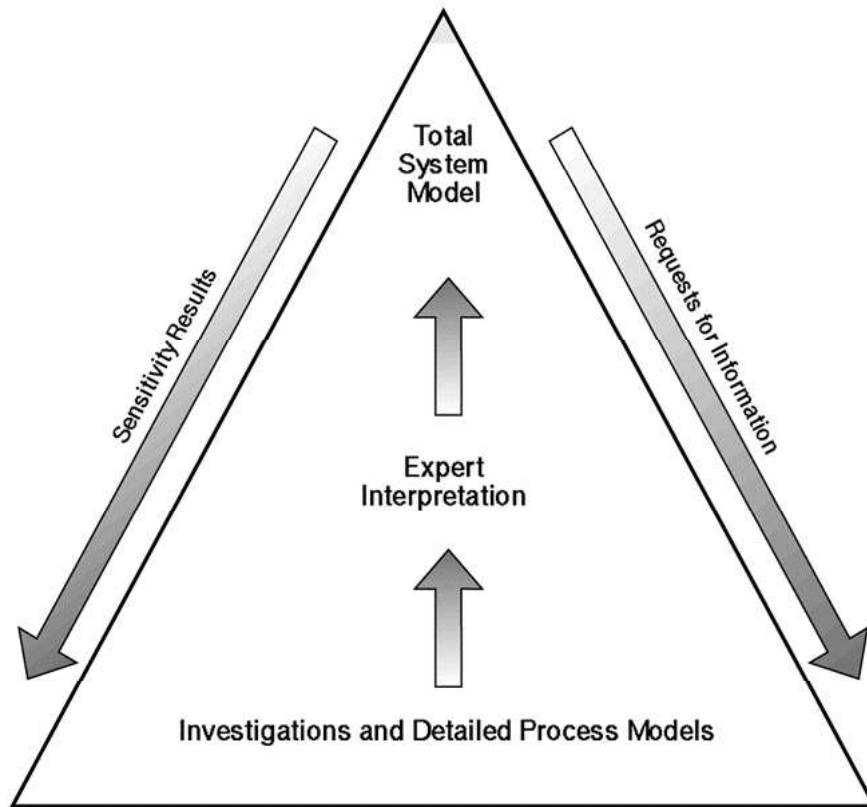 Total
System
Model
Sensitivity Results
Requests for Information
Expert
Interpretation
Investigations and Detailed Process Models